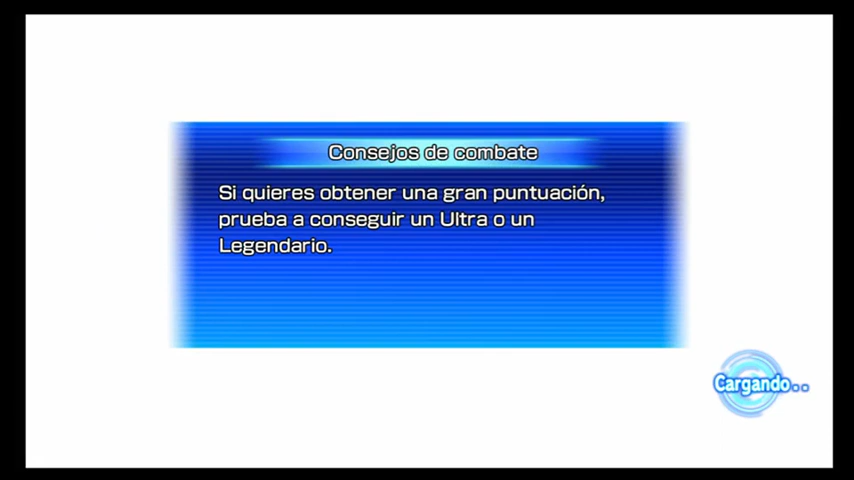 Consejos de combate
Si quieres obtener una gran puntuación,
prueba a conseguir un Ultra o un
Legendario.
Cargando..